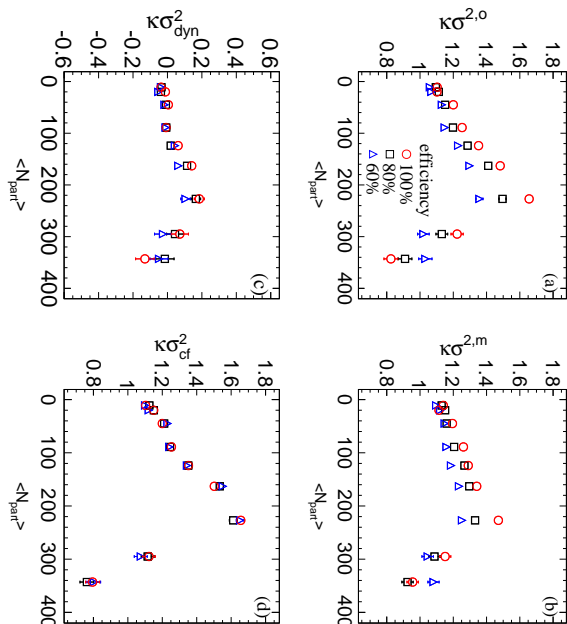 κσ^2,o
0.8 1 1.2 1.4 1.6 1.8
(a)
efficiency
100%
80%
60%
0 100 200 300 400
<N_part>
κσ^2,m
0.8 1 1.2 1.4 1.6 1.8
(b)
0 100 200 300 400
<N_part>
κσ²_dyn
-0.6 -0.4 -0.2 0 0.2 0.4 0.6
(c)
0 100 200 300 400
<N_part>
κσ²_cf
0.8 1 1.2 1.4 1.6 1.8
(d)
0 100 200 300 400
<N_part>